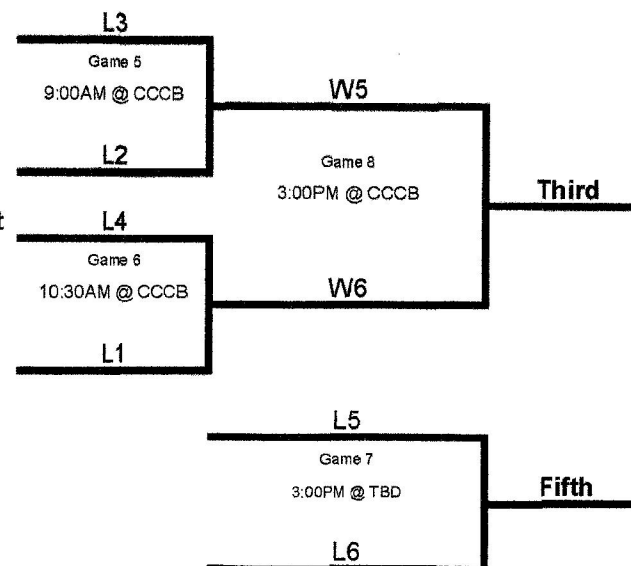 L3
Game 5
9:00AM @ CCCB
L2
W5
Game 8
3:00PM @ CCCB
Third
t
L4
Game 6
10:30AM @ CCCB
W6
L1
L5
Game 7
3:00PM @ TBD
Fifth
L6